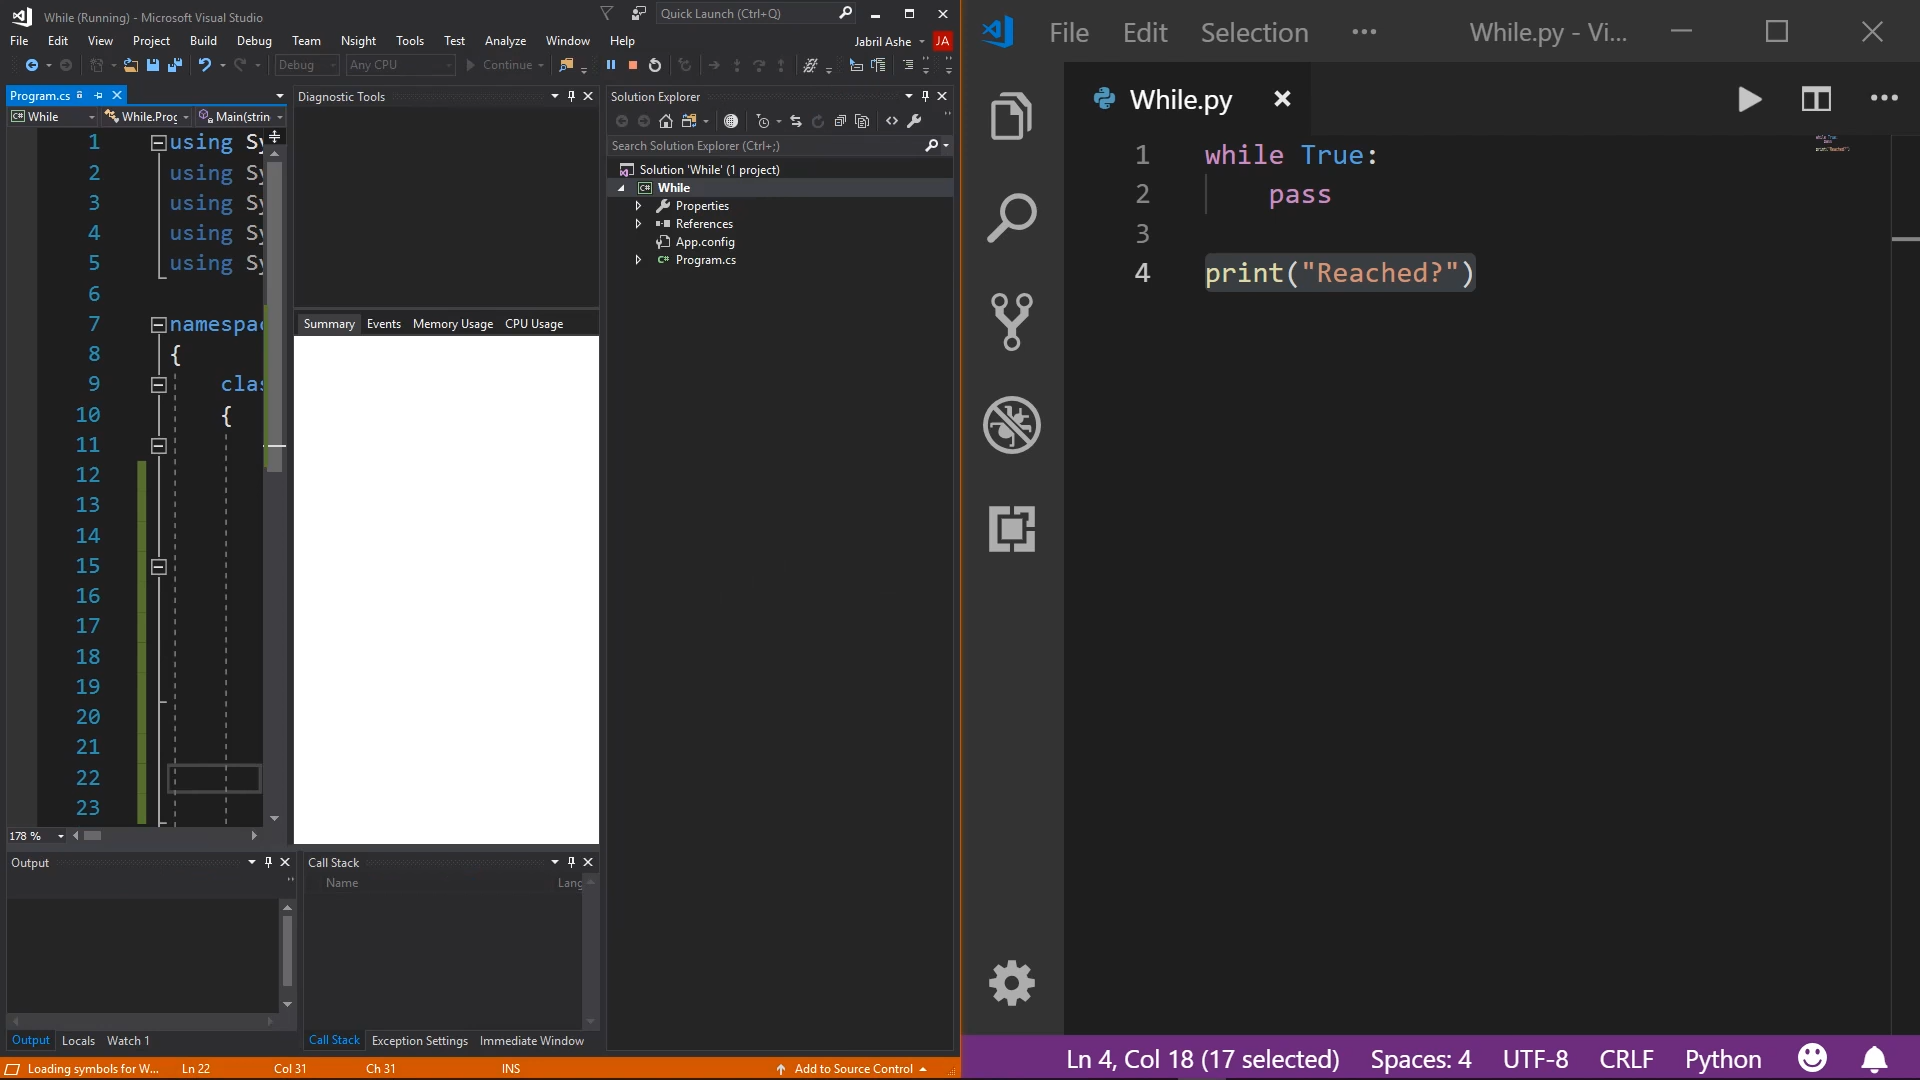 While (Running) - Microsoft Visual Studio
Quick Launch (Ctrl+Q)
File Edit View Project Build Debug Team Nsight Tools Test Analyze Window Help
Jabril Ashe JA
Debug Any CPU Continue
Program.cs
While While.Prog Main(strin
1 using Sy
2 using Sy
3 using Sy
4 using Sy
5 using Sy
6
7 namespac
8 {
9 clas
10 {
11
12
13
14
15
16
17
18
19
20
21
22
23
178 %
Diagnostic Tools
Summary Events Memory Usage CPU Usage
Solution Explorer
Search Solution Explorer (Ctrl+;)
Solution 'While' (1 project)
C# While
Properties
References
App.config
C# Program.cs
Output
Output Locals Watch 1
Call Stack
Name Lang
Call Stack Exception Settings Immediate Window
Loading symbols for W... Ln 22 Col 31 Ch 31 INS Add to Source Control
File Edit Selection ... While.py - Vi...
While.py
1 while True:
2 pass
3
4 print("Reached?")
Ln 4, Col 18 (17 selected) Spaces: 4 UTF-8 CRLF Python